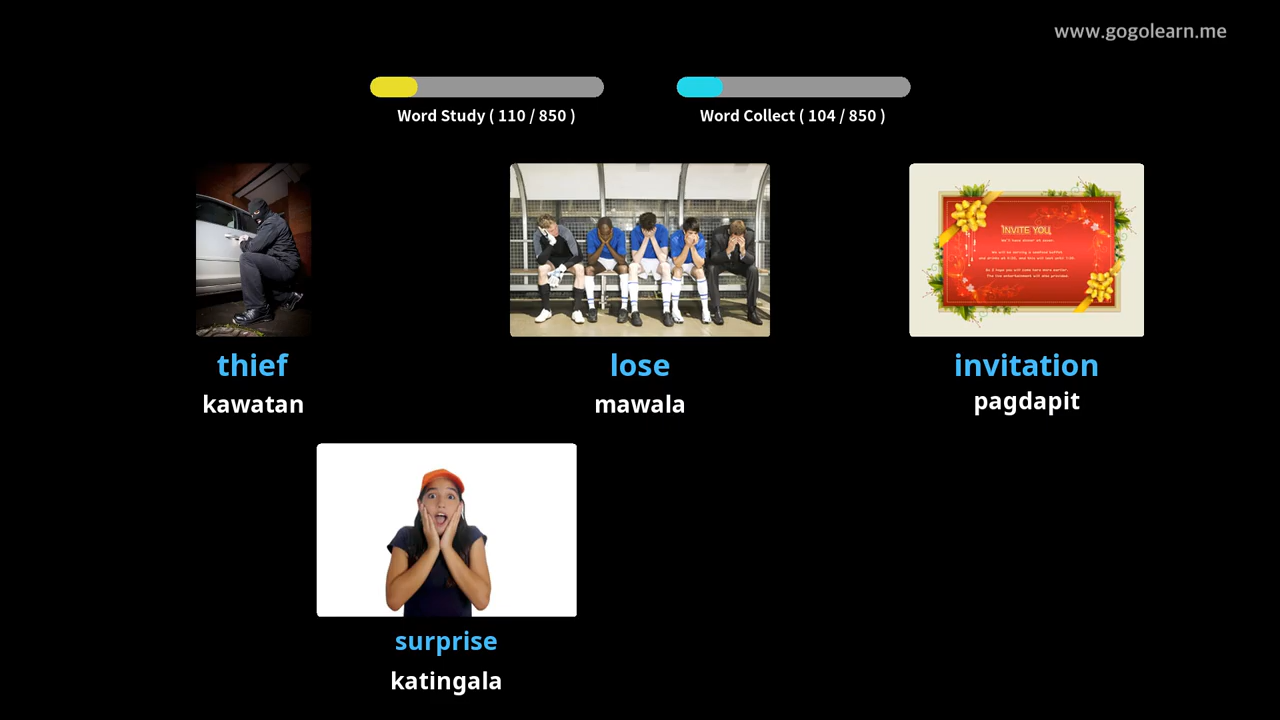 www.gogolearn.me
Word Study ( 110 / 850 )
Word Collect ( 104 / 850 )
INVITE YOU
thief
lose
invitation
kawatan
mawala
pagdapit
surprise
katingala